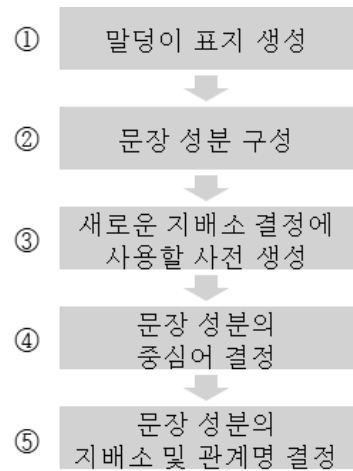 ① 말덩이 표지 생성
② 문장 성분 구성
③ 새로운 지배소 결정에
사용할 사전 생성
④ 문장 성분의
중심어 결정
⑤ 문장 성분의
지배소 및 관계명 결정